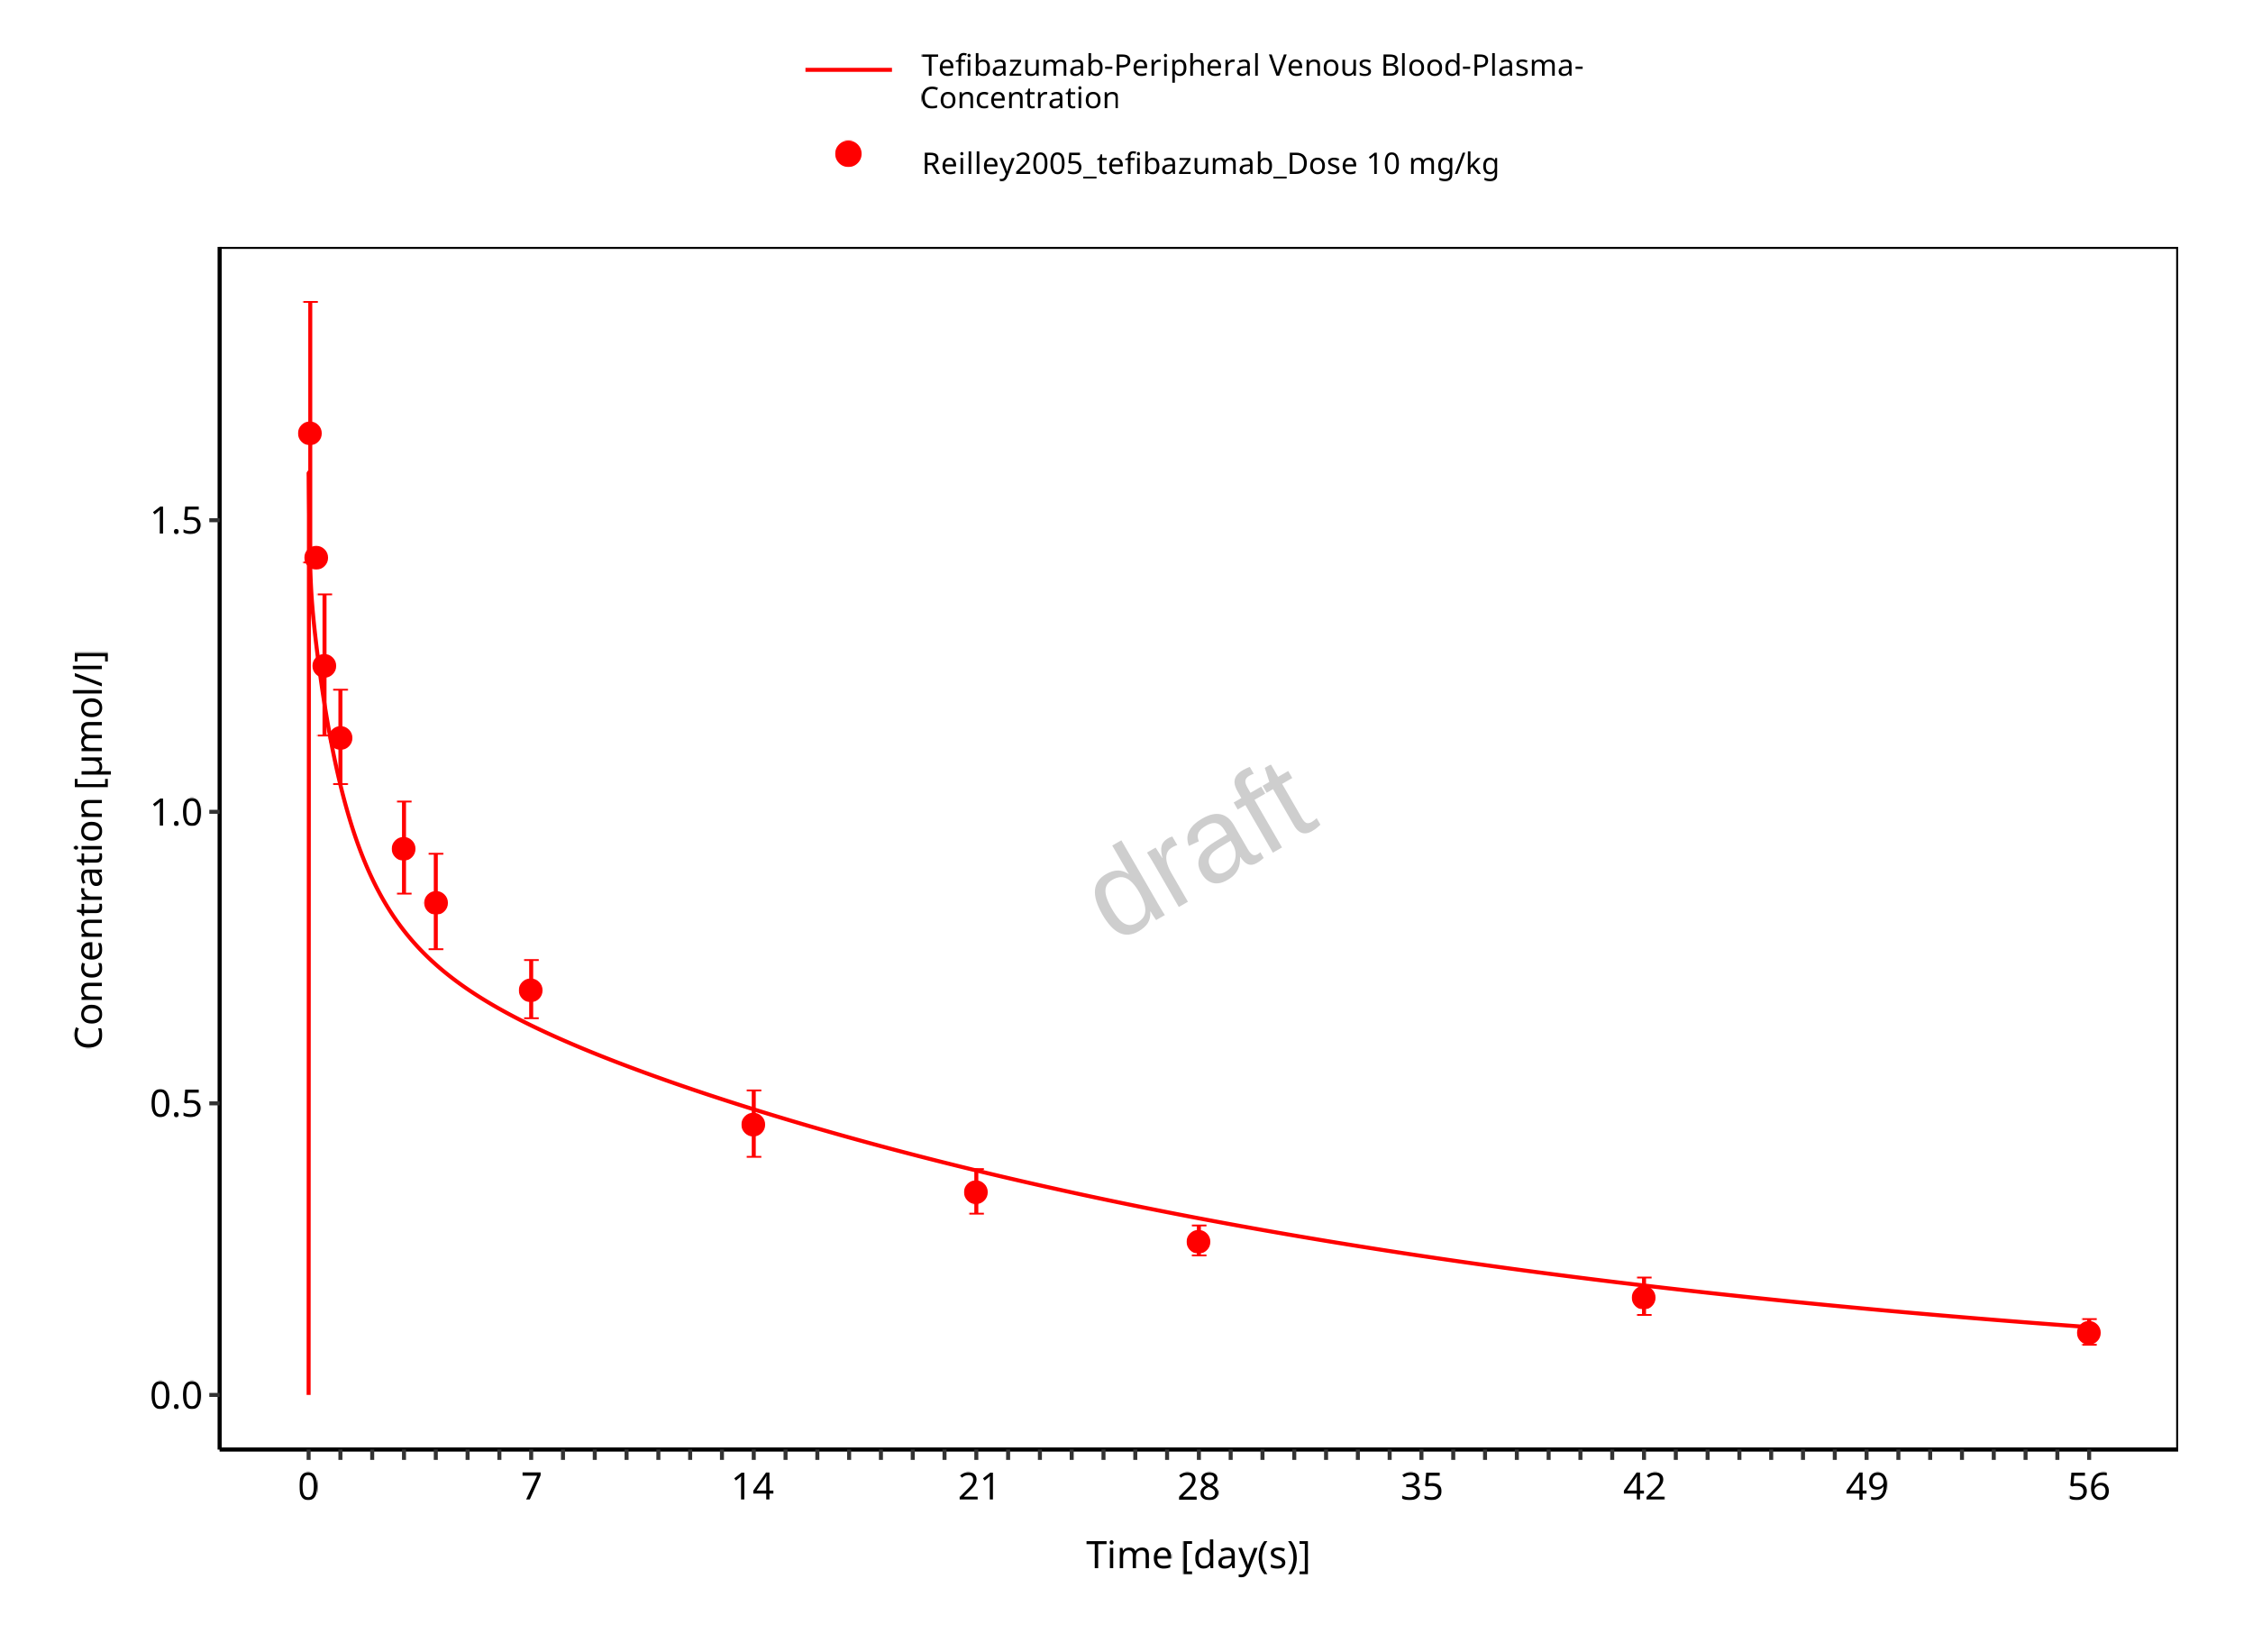 Tefibazumab-Peripheral Venous Blood-Plasma-
Concentration
Reilley2005_tefibazumab_Dose 10 mg/kg
Concentration [µmol/l]
1.5
1.0
0.5
0.0
draft
0 7 14 21 28 35 42 49 56
Time [day(s)]